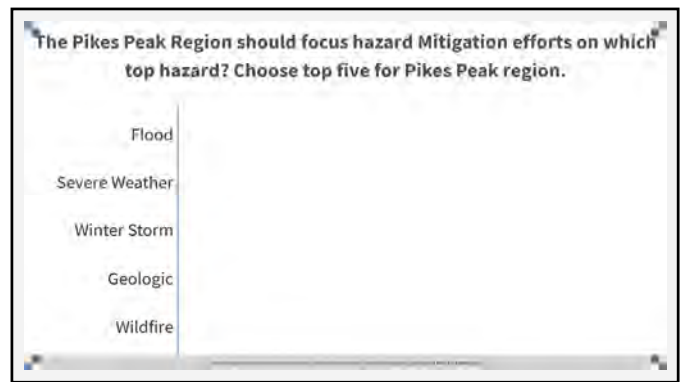 The Pikes Peak Region should focus hazard Mitigation efforts on which
top hazard? Choose top five for Pikes Peak region.
Flood
Severe Weather
Winter Storm
Geologic
Wildfire